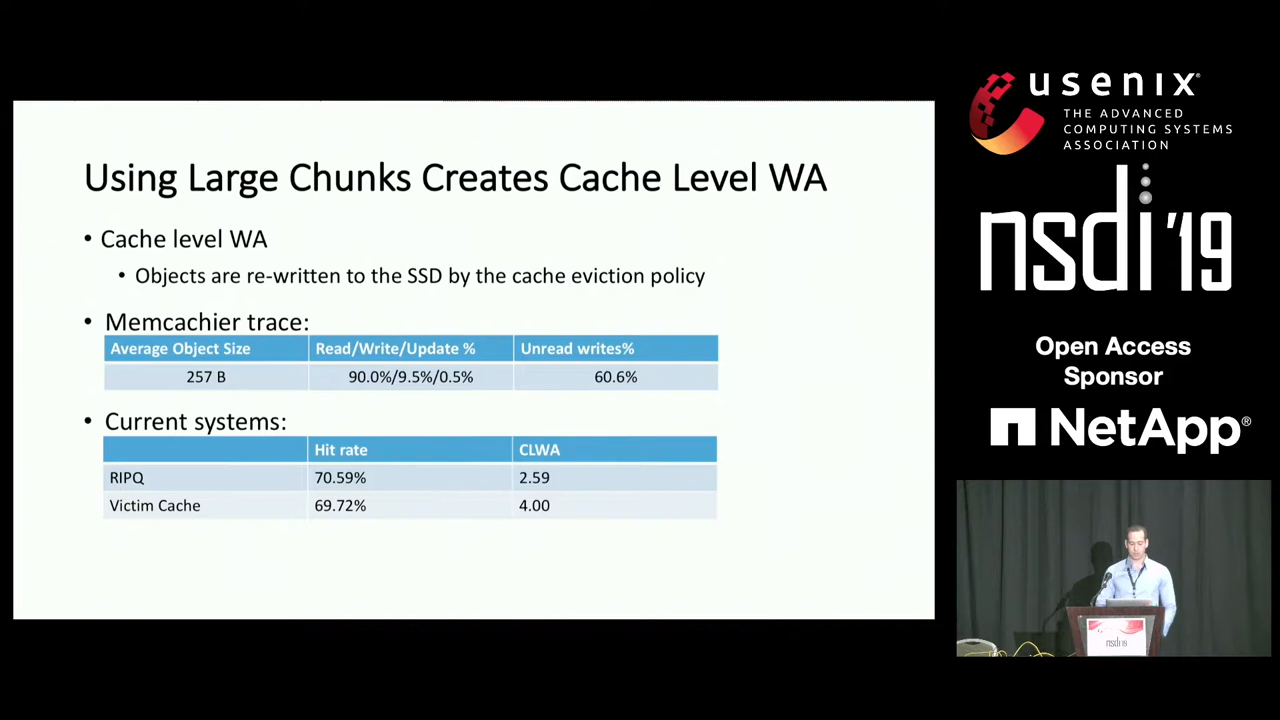 Using Large Chunks Creates Cache Level WA
• Cache level WA
• Objects are re-written to the SSD by the cache eviction policy
• Memcachier trace:
Average Object Size Read/Write/Update % Unread writes%
257 B 90.0%/9.5%/0.5% 60.6%
• Current systems:
Hit rate CLWA
RIPQ 70.59% 2.59
Victim Cache 69.72% 4.00
usenix®
THE ADVANCED
COMPUTING SYSTEMS
ASSOCIATION
nsdi '19
Open Access
Sponsor
NetApp®
nsdi'19